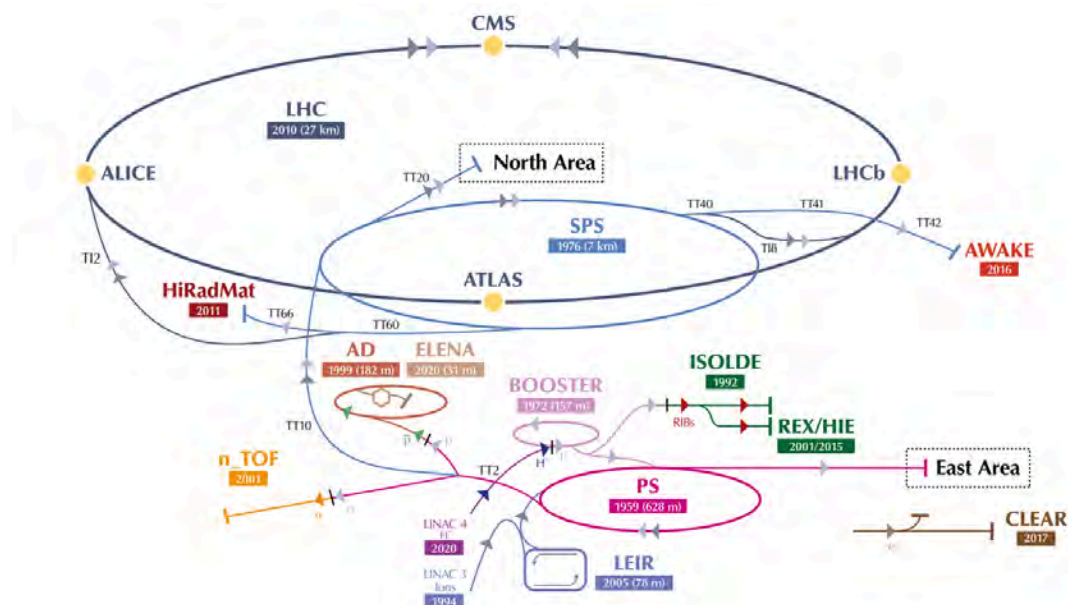 CMS
LHC
2010 (27 km)
North Area
ALICE
TT20
LHCb
TT40
TT41
SPS
1976 (7 km)
TT42
TI8
TI2
AWAKE
2016
ATLAS
HiRadMat
2011
TT66
TT60
AD
1999 (182 m)
ELENA
2020 (31 m)
ISOLDE
1992
BOOSTER
1972 (157 m)
RIBs
REX/HIE
2001/2015
TT10
p
p
n_TOF
2001
TT2
H
p
East Area
PS
1959 (628 m)
n
p
LINAC 4
2020
CLEAR
2017
LEIR
2005 (78 m)
LINAC 3
Ions
1994